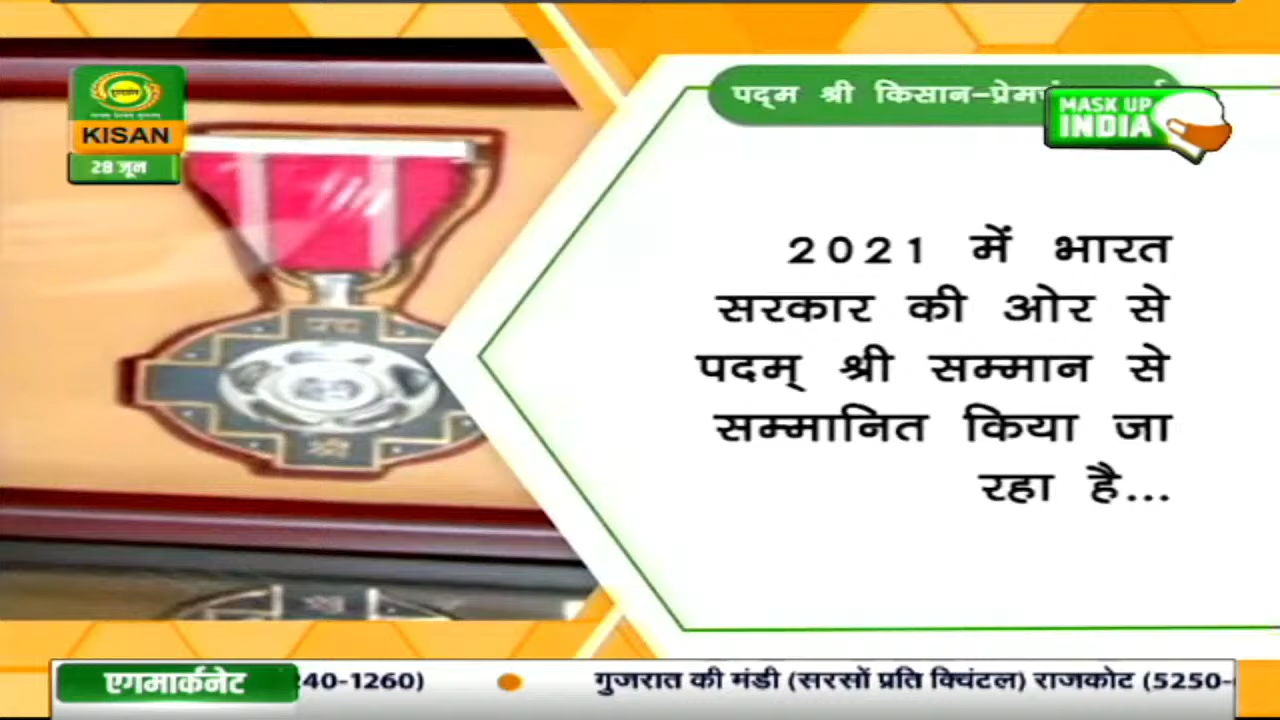 KISAN
28 जून
पद्म श्री किसान-
MASK UP
INDIA
2021 में भारत
सरकार की ओर से
पदम् श्री सम्मान से
सम्मानित किया जा
रहा है...
श्री
एगमार्कनेट
40-1260)
गुजरात की मंडी (सरसों प्रति क्विंटल) राजकोट (5250-